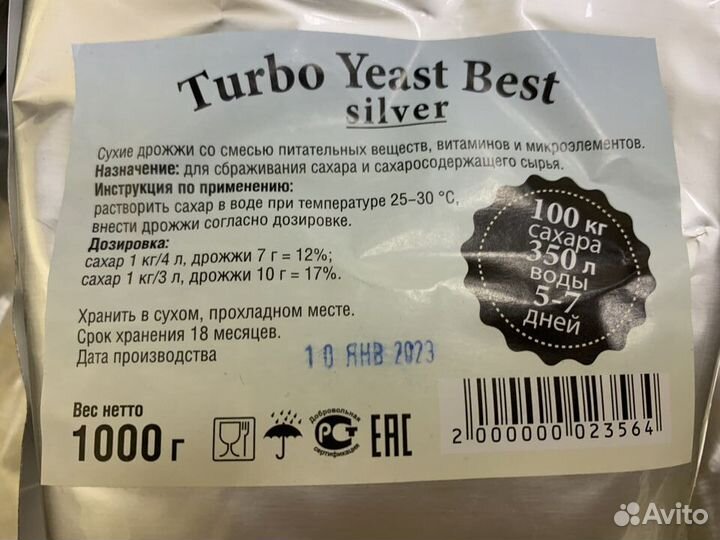 Turbo Yeast Best
silver
Сухие дрожжи со смесью питательных веществ, витаминов и микроэлементов.
Назначение: для сбраживания сахара и сахаросодержащего сырья.
Инструкция по применению:
растворить сахар в воде при температуре 25–30 °С,
внести дрожжи согласно дозировке.
Дозировка:
сахар 1 кг/4 л, дрожжи 7 г = 12%;
сахар 1 кг/3 л, дрожжи 10 г = 17%.
100 кг
сахара
350 л
воды
5-7
дней
Хранить в сухом, прохладном месте.
Срок хранения 18 месяцев.
Дата производства 10 ЯНВ 2023
Вес нетто
1000 г
Добровольная
РСТ
сертификация
EAC
2 000000 023564
Avito